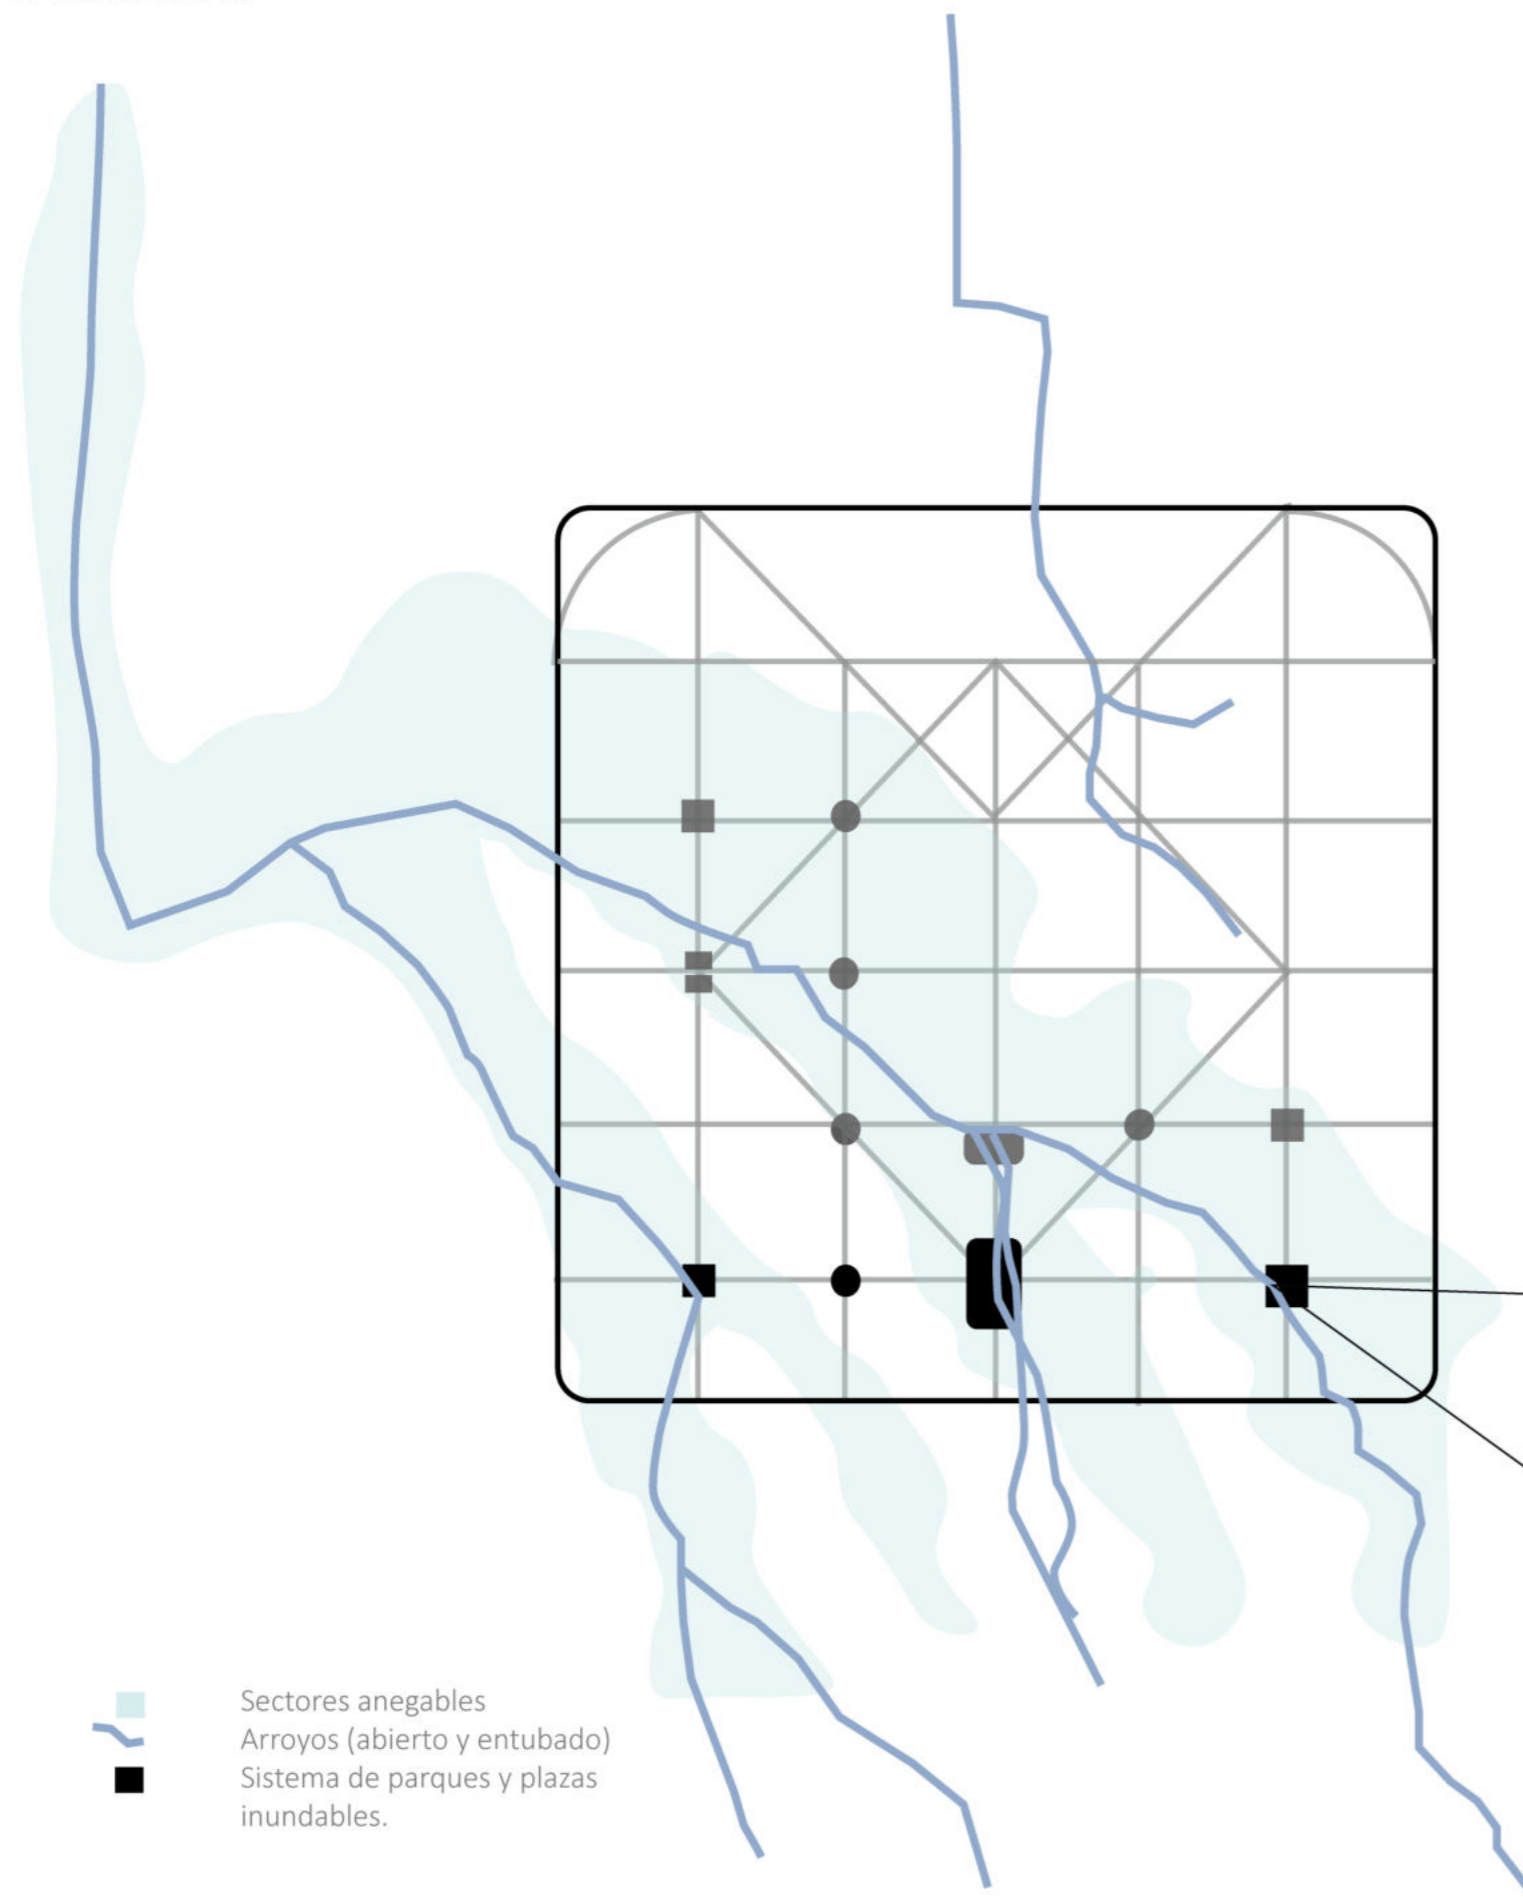 Sectores anegables
Arroyos (abierto y entubado)
Sistema de parques y plazas
inundables.